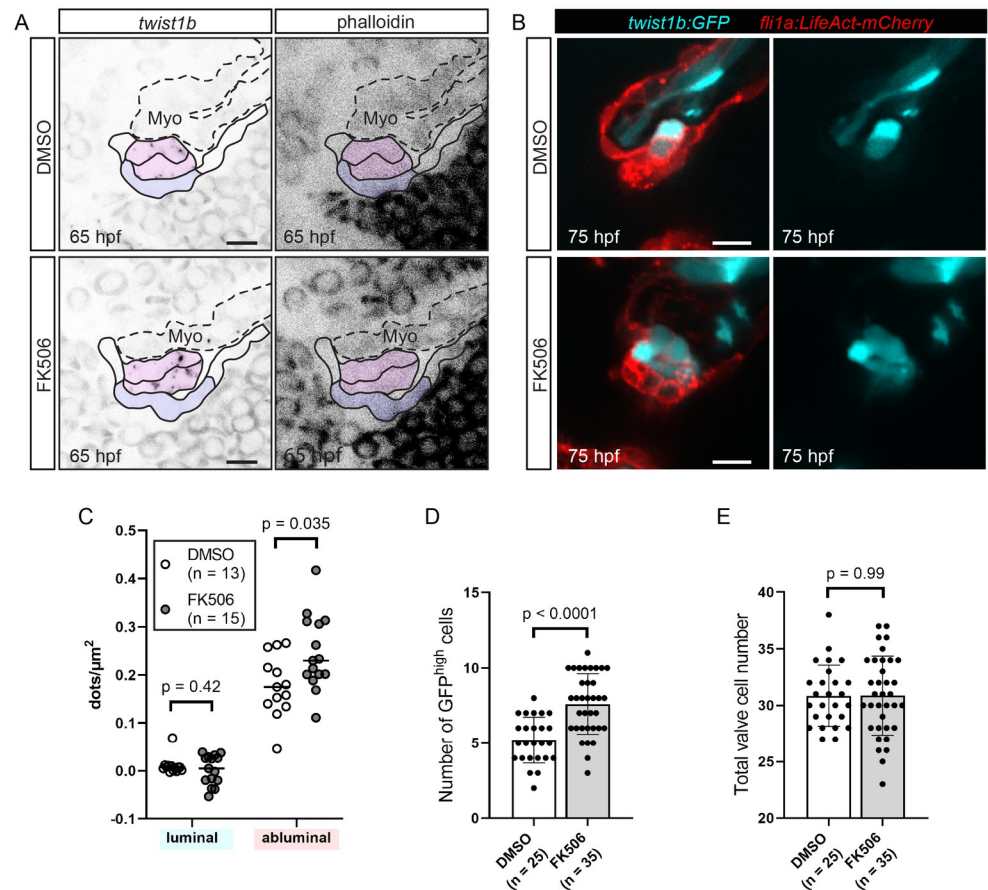 A
twist1b
phalloidin
DMSO
Myo
Myo
65 hpf
65 hpf
FK506
Myo
Myo
65 hpf
65 hpf
B
twist1b:GFP fli1a:LifeAct-mCherry
DMSO
75 hpf
75 hpf
FK506
75 hpf
75 hpf
C
dots/µm²
0.5
0.4
0.3
0.2
0.1
0.0
-0.1
DMSO
(n = 13)
FK506
(n = 15)
p = 0.42
p = 0.035
luminal
abluminal
D
Number of GFPhigh cells
15
10
5
0
p < 0.0001
DMSO
(n = 25)
FK506
(n = 35)
E
Total valve cell number
40
35
30
25
20
p = 0.99
DMSO
(n = 25)
FK506
(n = 35)